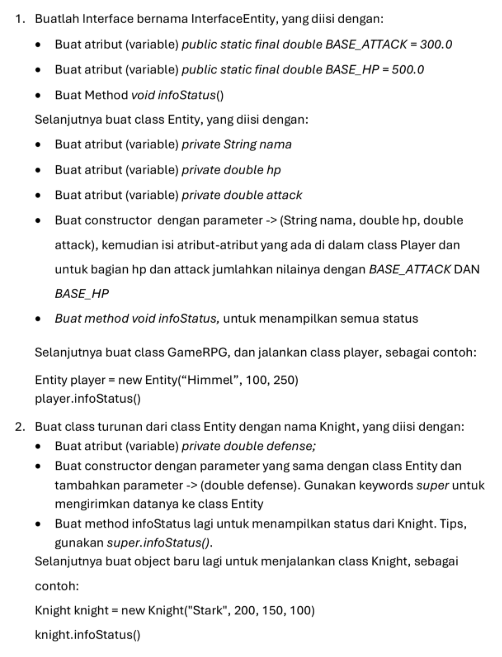 1. Buatlah Interface bernama InterfaceEntity, yang diisi dengan:
• Buat atribut (variable) public static final double BASE_ATTACK = 300.0
• Buat atribut (variable) public static final double BASE_HP = 500.0
• Buat Method void infoStatus()
Selanjutnya buat class Entity, yang diisi dengan:
• Buat atribut (variable) private String nama
• Buat atribut (variable) private double hp
• Buat atribut (variable) private double attack
• Buat constructor dengan parameter -> (String nama, double hp, double
attack), kemudian isi atribut-atribut yang ada di dalam class Player dan
untuk bagian hp dan attack jumlahkan nilainya dengan BASE_ATTACK DAN
BASE_HP
• Buat method void infoStatus, untuk menampilkan semua status
Selanjutnya buat class GameRPG, dan jalankan class player, sebagai contoh:
Entity player = new Entity(“Himmel”, 100, 250)
player.infoStatus()
2. Buat class turunan dari class Entity dengan nama Knight, yang diisi dengan:
• Buat atribut (variable) private double defense;
• Buat constructor dengan parameter yang sama dengan class Entity dan
tambahkan parameter -> (double defense). Gunakan keywords super untuk
mengirimkan datanya ke class Entity
• Buat method infoStatus lagi untuk menampilkan status dari Knight. Tips,
gunakan super.infoStatus().
Selanjutnya buat object baru lagi untuk menjalankan class Knight, sebagai
contoh:
Knight knight = new Knight("Stark", 200, 150, 100)
knight.infoStatus()